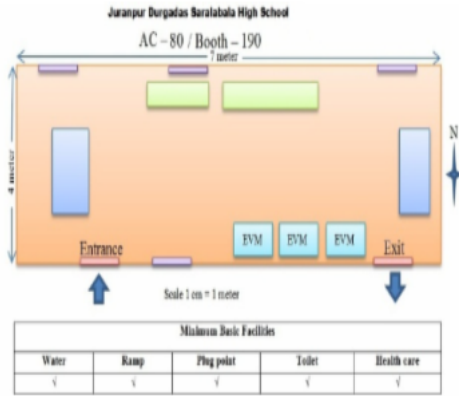 Juranpur Durgadas Saralabala High School
AC – 80 / Booth – 190
7 meter
4 meter
N
EVM EVM EVM
Entrance Exit
Scale 1 cm = 1 meter
Minimum Basic Facilities
Water Ramp Plug point Toilet Health care
√ √ √ √ √